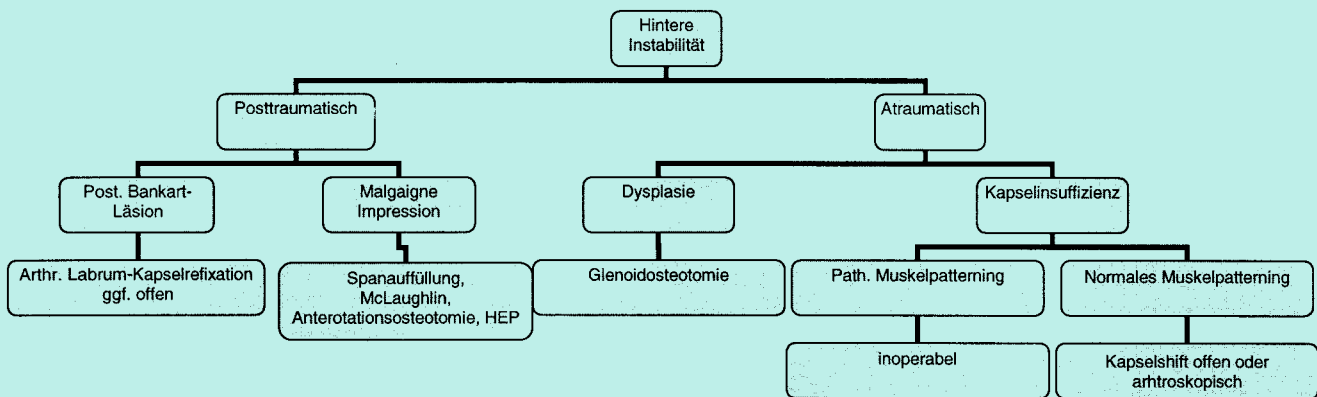 Hintere
Instabilität
Posttraumatisch
Atraumatisch
Post. Bankart-
Läsion
Malgaigne
Impression
Dysplasie
Kapselinsuffizienz
Arthr. Labrum-Kapselrefixation
ggf. offen
Spanauffüllung,
McLaughlin,
Anterotationsosteotomie, HEP
Glenoidosteotomie
Path. Muskelpatterning
Normales Muskelpatterning
inoperabel
Kapselshift offen oder
arhtroskopisch